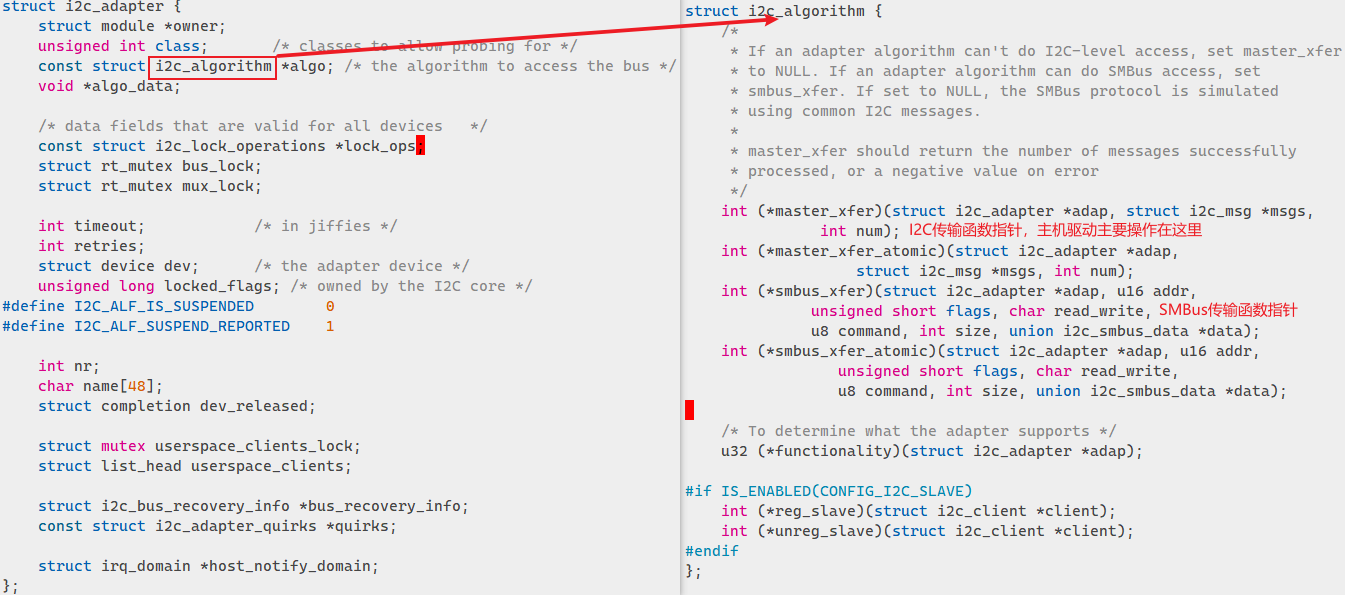 struct i2c_adapter {
    struct module *owner;
    unsigned int class;       /* classes to allow probing for */
    const struct i2c_algorithm *algo; /* the algorithm to access the bus */
    void *algo_data;

    /* data fields that are valid for all devices   */
    const struct i2c_lock_operations *lock_ops;
    struct rt_mutex bus_lock;
    struct rt_mutex mux_lock;

    int timeout;            /* in jiffies */
    int retries;
    struct device dev;      /* the adapter device */
    unsigned long locked_flags; /* owned by the I2C core */
#define I2C_ALF_IS_SUSPENDED        0
#define I2C_ALF_SUSPEND_REPORTED    1

    int nr;
    char name[48];
    struct completion dev_released;

    struct mutex userspace_clients_lock;
    struct list_head userspace_clients;

    struct i2c_bus_recovery_info *bus_recovery_info;
    const struct i2c_adapter_quirks *quirks;

    struct irq_domain *host_notify_domain;
};
struct i2c_algorithm {
    /*
     * If an adapter algorithm can't do I2C-level access, set master_xfer
     * to NULL. If an adapter algorithm can do SMBus access, set
     * smbus_xfer. If set to NULL, the SMBus protocol is simulated
     * using common I2C messages.
     *
     * master_xfer should return the number of messages successfully
     * processed, or a negative value on error
     */
    int (*master_xfer)(struct i2c_adapter *adap, struct i2c_msg *msgs,
               int num); I2C传输函数指针，主机驱动主要操作在这里
    int (*master_xfer_atomic)(struct i2c_adapter *adap,
                   struct i2c_msg *msgs, int num);
    int (*smbus_xfer)(struct i2c_adapter *adap, u16 addr,
              unsigned short flags, char read_write, SMBus传输函数指针
              u8 command, int size, union i2c_smbus_data *data);
    int (*smbus_xfer_atomic)(struct i2c_adapter *adap, u16 addr,
                 unsigned short flags, char read_write,
                 u8 command, int size, union i2c_smbus_data *data);

    /* To determine what the adapter supports */
    u32 (*functionality)(struct i2c_adapter *adap);

#if IS_ENABLED(CONFIG_I2C_SLAVE)
    int (*reg_slave)(struct i2c_client *client);
    int (*unreg_slave)(struct i2c_client *client);
#endif
};